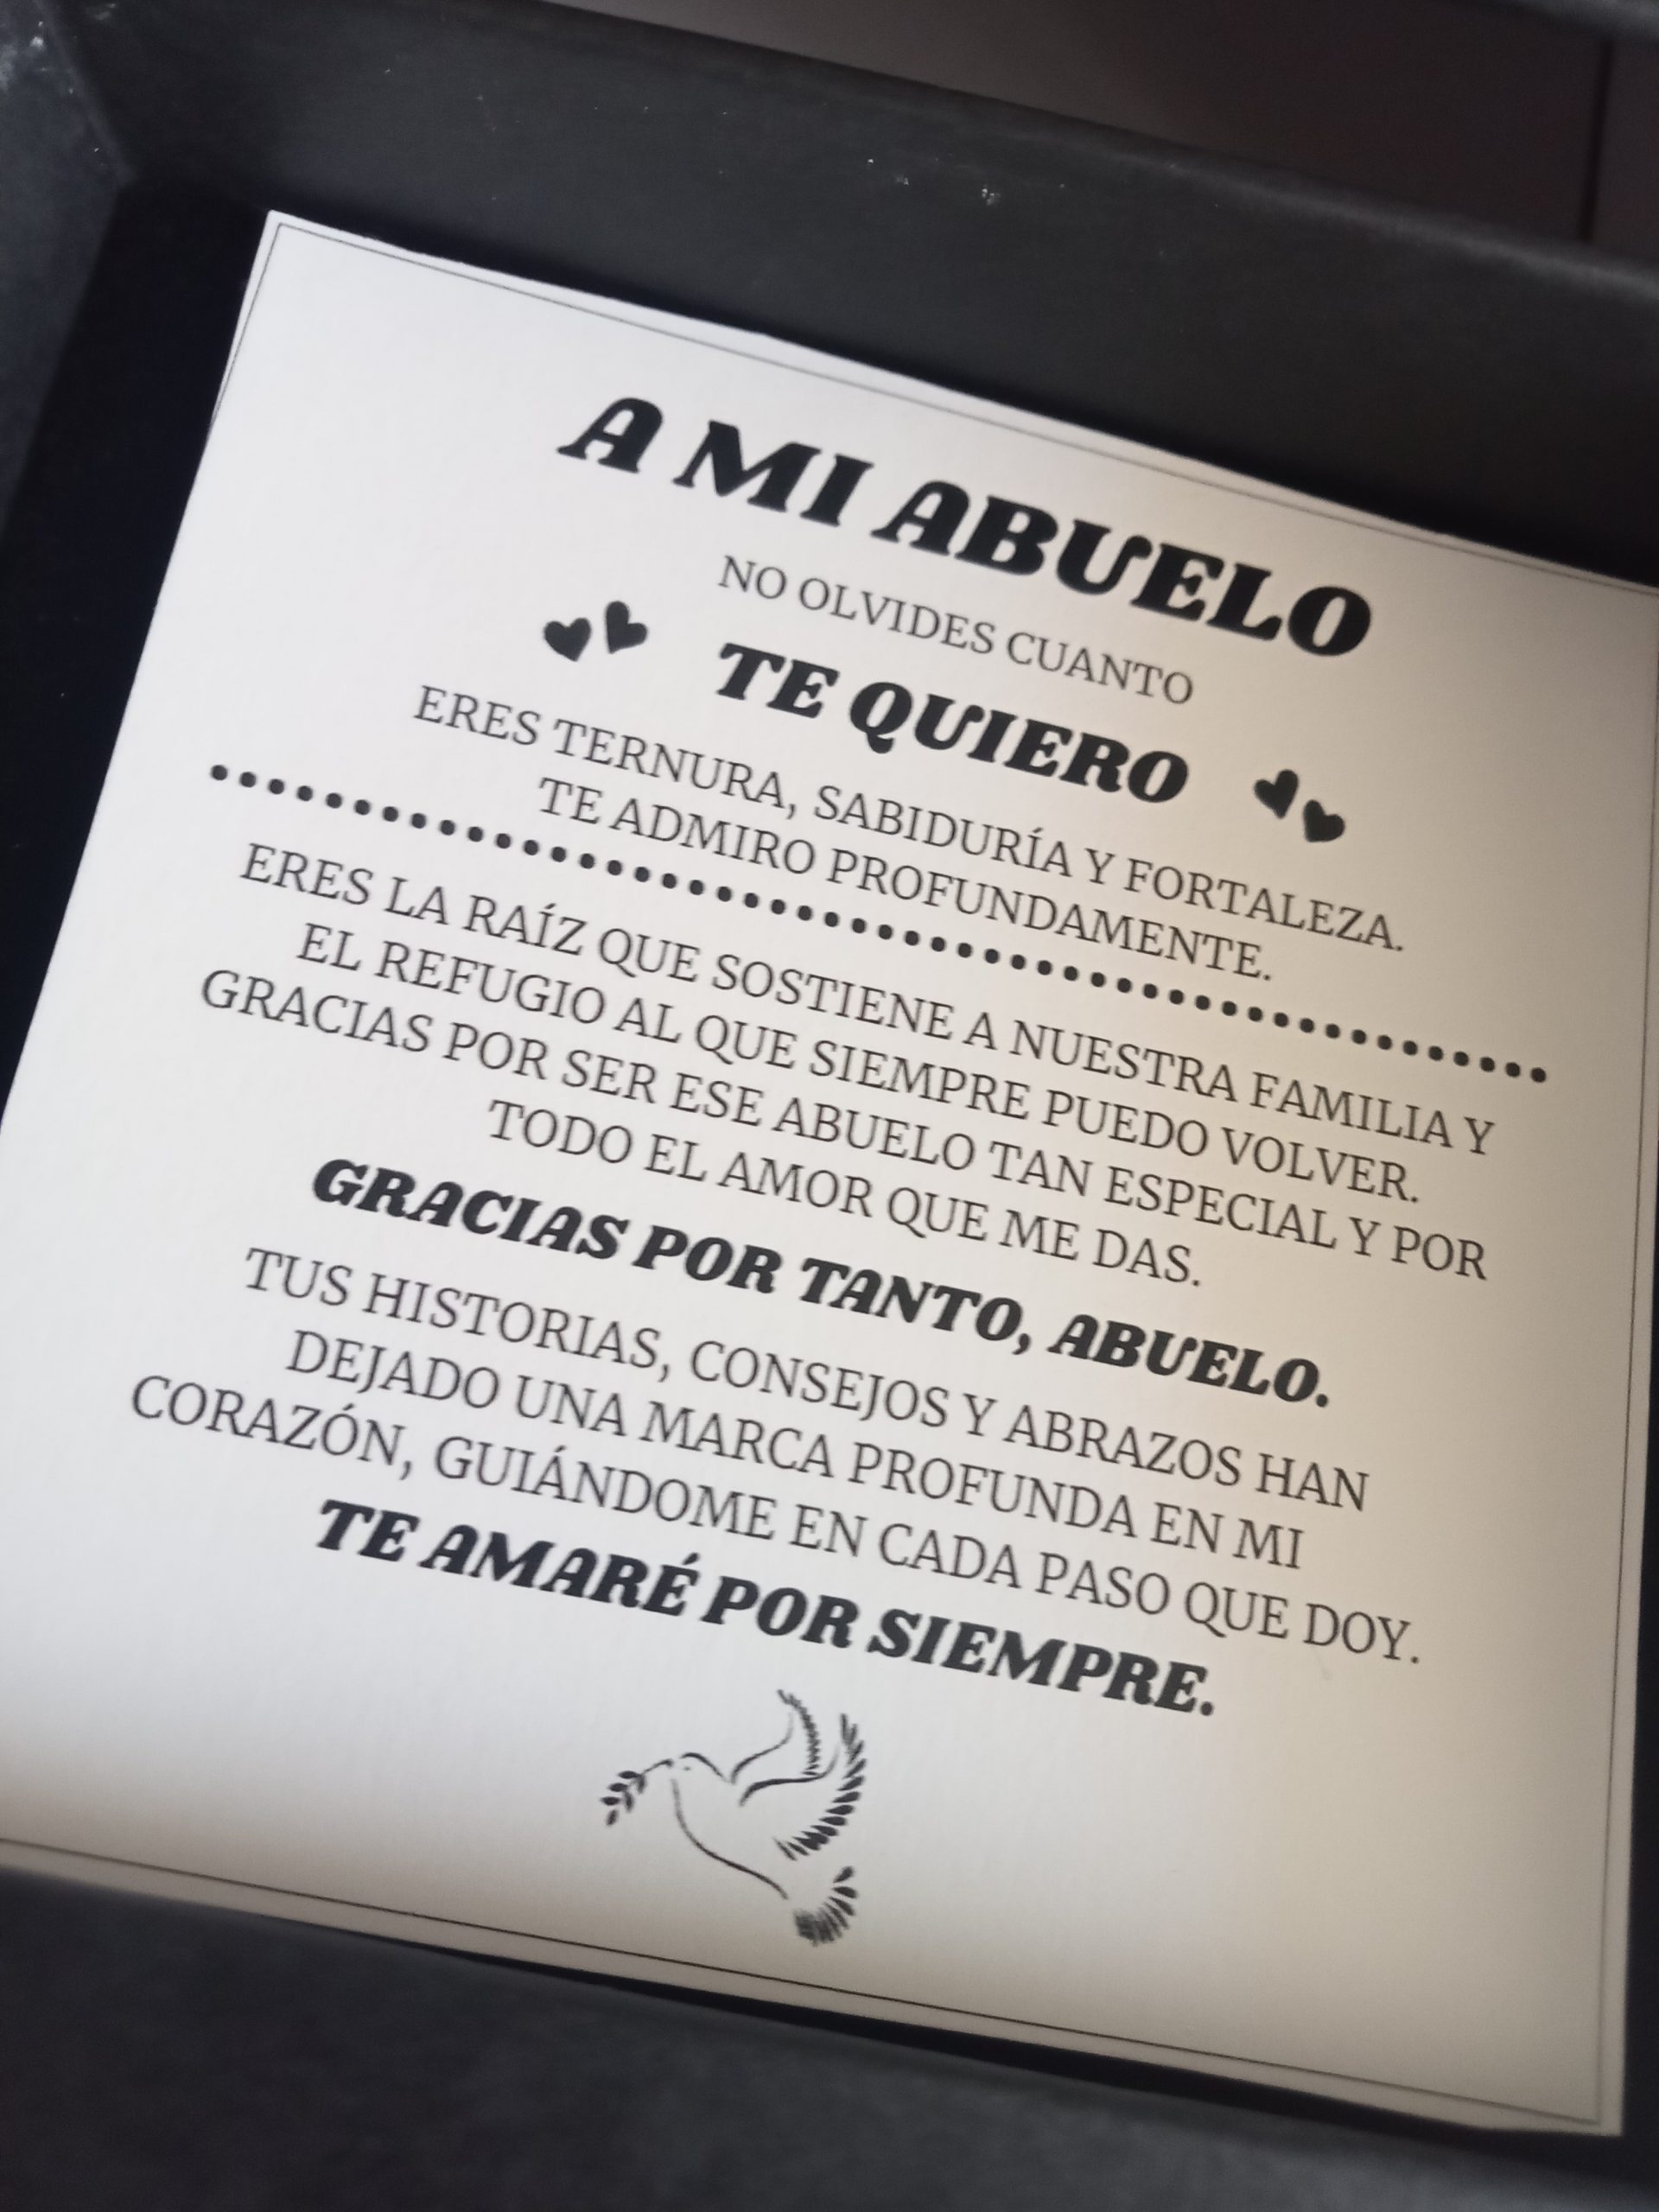 A MI ABUELO
NO OLVIDES CUANTO
TE QUIERO
ERES TERNURA, SABIDURÍA Y FORTALEZA.
TE ADMIRO PROFUNDAMENTE.
ERES LA RAÍZ QUE SOSTIENE A NUESTRA FAMILIA Y
EL REFUGIO AL QUE SIEMPRE PUEDO VOLVER.
GRACIAS POR SER ESE ABUELO TAN ESPECIAL Y POR
TODO EL AMOR QUE ME DAS.
GRACIAS POR TANTO, ABUELO.
TUS HISTORIAS, CONSEJOS Y ABRAZOS HAN
DEJADO UNA MARCA PROFUNDA EN MI
CORAZÓN, GUIÁNDOME EN CADA PASO QUE DOY.
TE AMARÉ POR SIEMPRE.